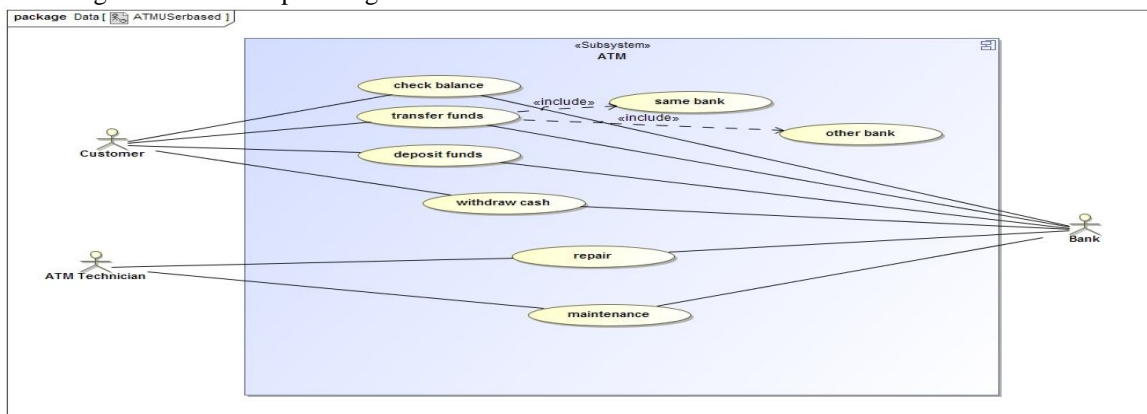 package Data [ ATMUSerbased ]
«Subsystem»
ATM
check balance
«include»
same bank
transfer funds
«include»
other bank
Customer
deposit funds
withdraw cash
Bank
repair
ATM Technician
maintenance